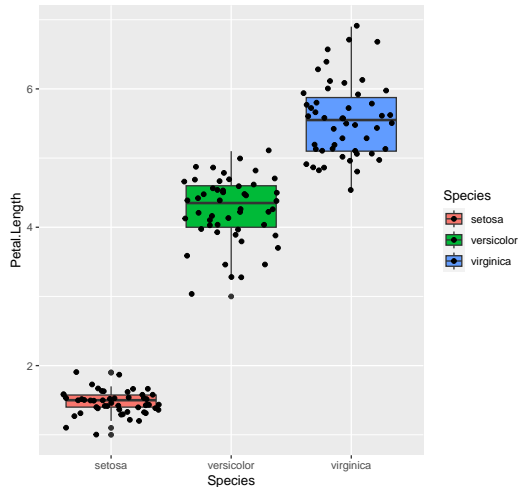 6
4
2
Petal.Length
setosa
versicolor
virginica
Species
Species
setosa
versicolor
virginica